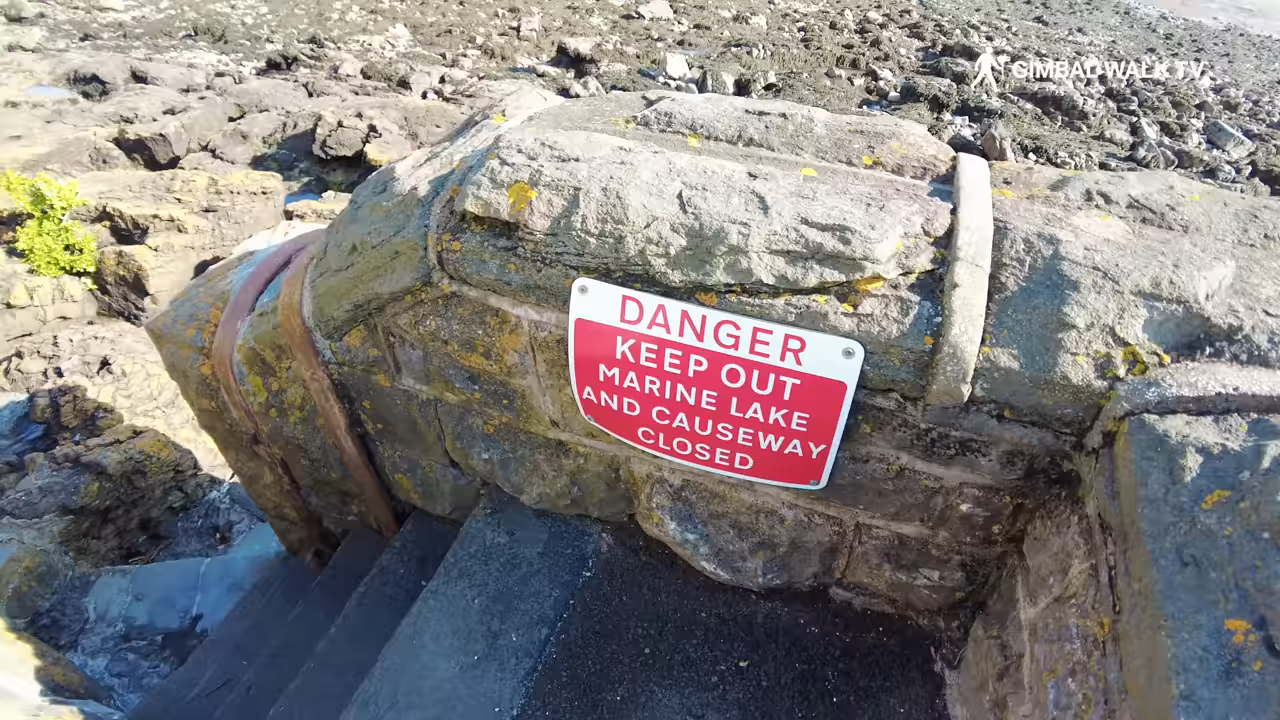 GIMBAL WALK TV
DANGER
KEEP OUT
MARINE LAKE
AND CAUSEWAY
CLOSED